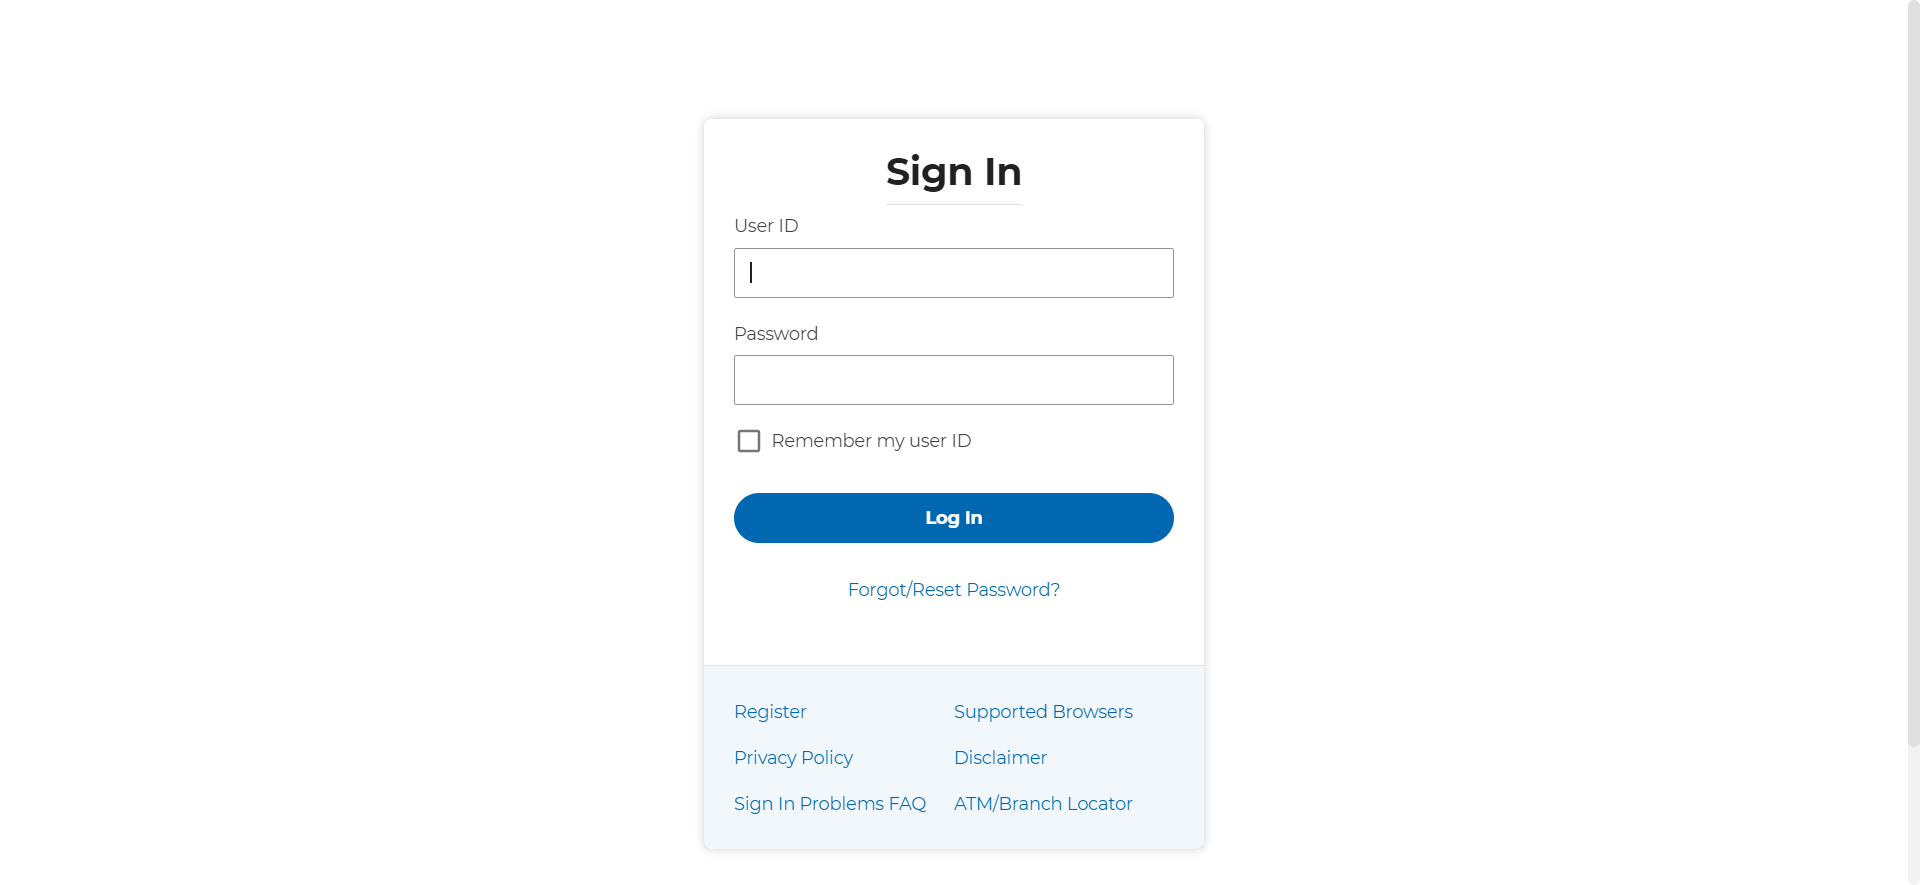 Sign In
User ID
Password
Remember my user ID
Log In
Forgot/Reset Password?
Register
Supported Browsers
Privacy Policy
Disclaimer
Sign In Problems FAQ
ATM/Branch Locator